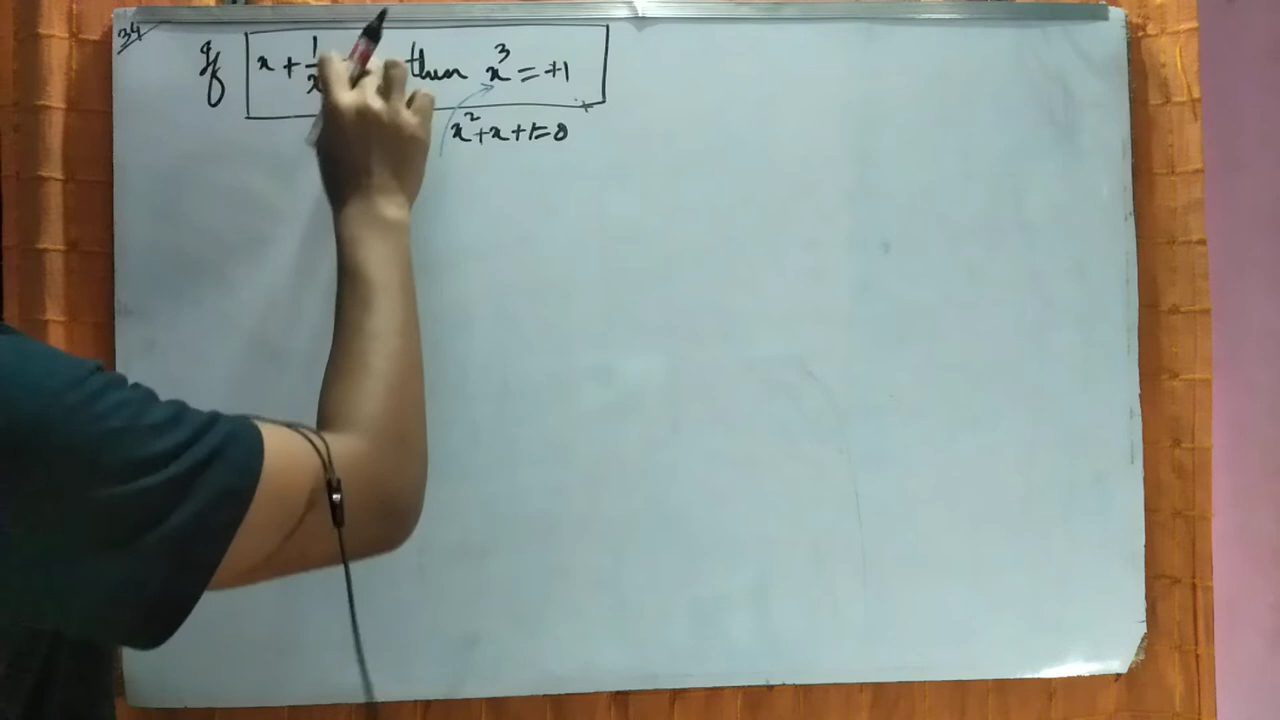 34
If x + 1/x then x³ = +1
x² + x + 1 = 0